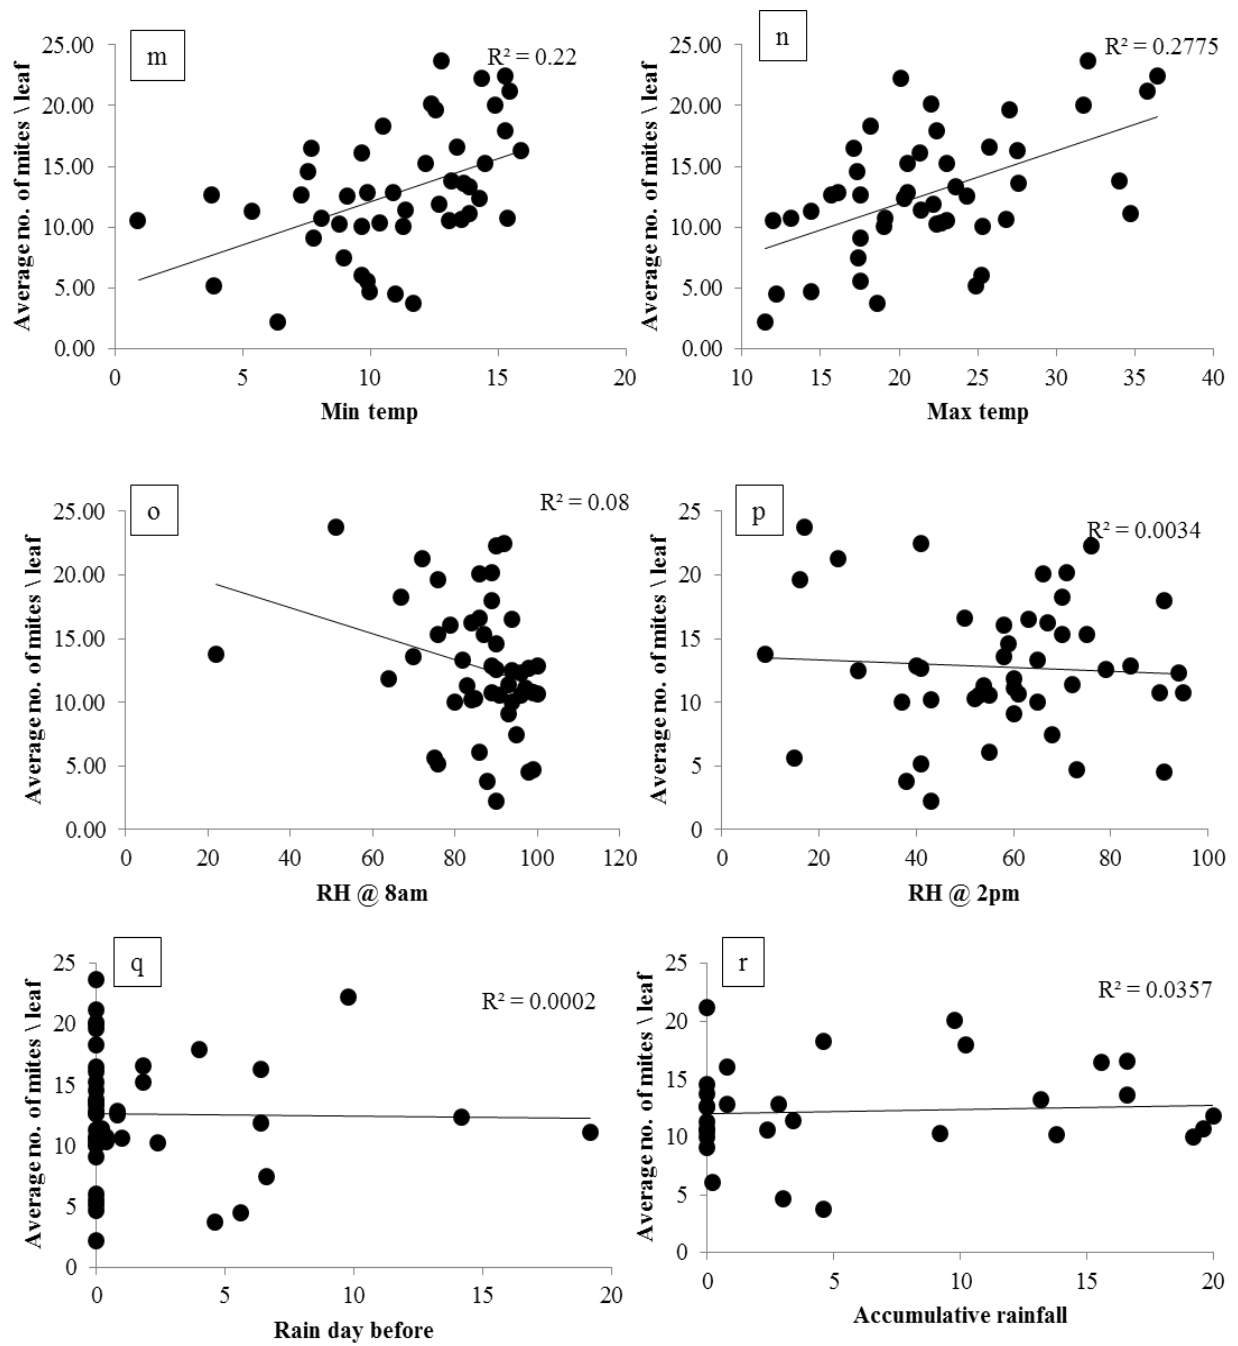 m
R² = 0.22
25.00
20.00
15.00
10.00
5.00
0.00
0 5 10 15 20
Min temp
Average no. of mites \ leaf
n
R² = 0.2775
25.00
20.00
15.00
10.00
5.00
0.00
10 15 20 25 30 35 40
Max temp
Average no. of mites \ leaf
o
R² = 0.08
25.00
20.00
15.00
10.00
5.00
0.00
0 20 40 60 80 100 120
RH @ 8am
Average no. of mites \ leaf
p
R² = 0.0034
25
20
15
10
5
0
0 20 40 60 80 100
RH @ 2pm
Average no. of mites \ leaf
q
R² = 0.0002
25
20
15
10
5
0
0 5 10 15 20
Rain day before
Average no. of mites \ leaf
r
R² = 0.0357
25
20
15
10
5
0
0 5 10 15 20
Accumulative rainfall
Average no. of mites \ leaf